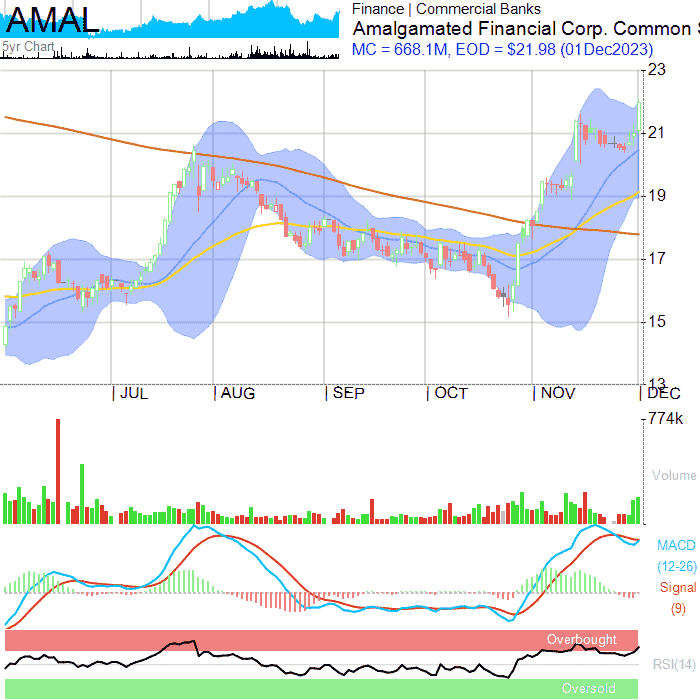 AMAL
5yr Chart
Finance | Commercial Banks
Amalgamated Financial Corp. Common S
MC = 668.1M, EOD = $21.98 (01Dec2023)
23
21
19
17
15
13
JUL
AUG
SEP
OCT
NOV
DEC
774k
Volume
MACD
(12-26)
Signal
(9)
Overbought
RSI(14)
Oversold